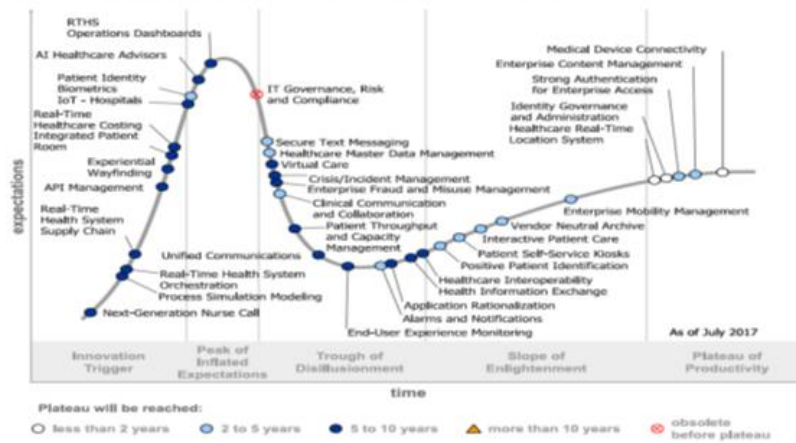 RTHS
Operations Dashboards
AI Healthcare Advisors
Patient Identity
Biometrics
IoT - Hospitals
Real-Time
Healthcare Costing
Integrated Patient
Room
Experiential
Wayfinding
API Management
Real-Time
Health System
Supply Chain
Unified Communications
Real-Time Health System
Orchestration
Process Simulation Modeling
Next-Generation Nurse Call
IT Governance, Risk
and Compliance
Secure Text Messaging
Healthcare Master Data Management
Virtual Care
Crisis/Incident Management
Enterprise Fraud and Misuse Management
Clinical Communication
and Collaboration
Patient Throughput
and Capacity
Management
End-User Experience Monitoring
Alarms and Notifications
Application Rationalization
Health Information Exchange
Healthcare Interoperability
Positive Patient Identification
Patient Self-Service Kiosks
Interactive Patient Care
Vendor Neutral Archive
Enterprise Mobility Management
Medical Device Connectivity
Enterprise Content Management
Strong Authentication
for Enterprise Access
Identity Governance
and Administration
Healthcare Real-Time
Location System
As of July 2017
expectations
Innovation
Trigger
Peak of
Inflated
Expectations
Trough of
Disillusionment
Slope of
Enlightenment
Plateau of
Productivity
time
Plateau will be reached:
less than 2 years
2 to 5 years
5 to 10 years
more than 10 years
obsolete
before plateau